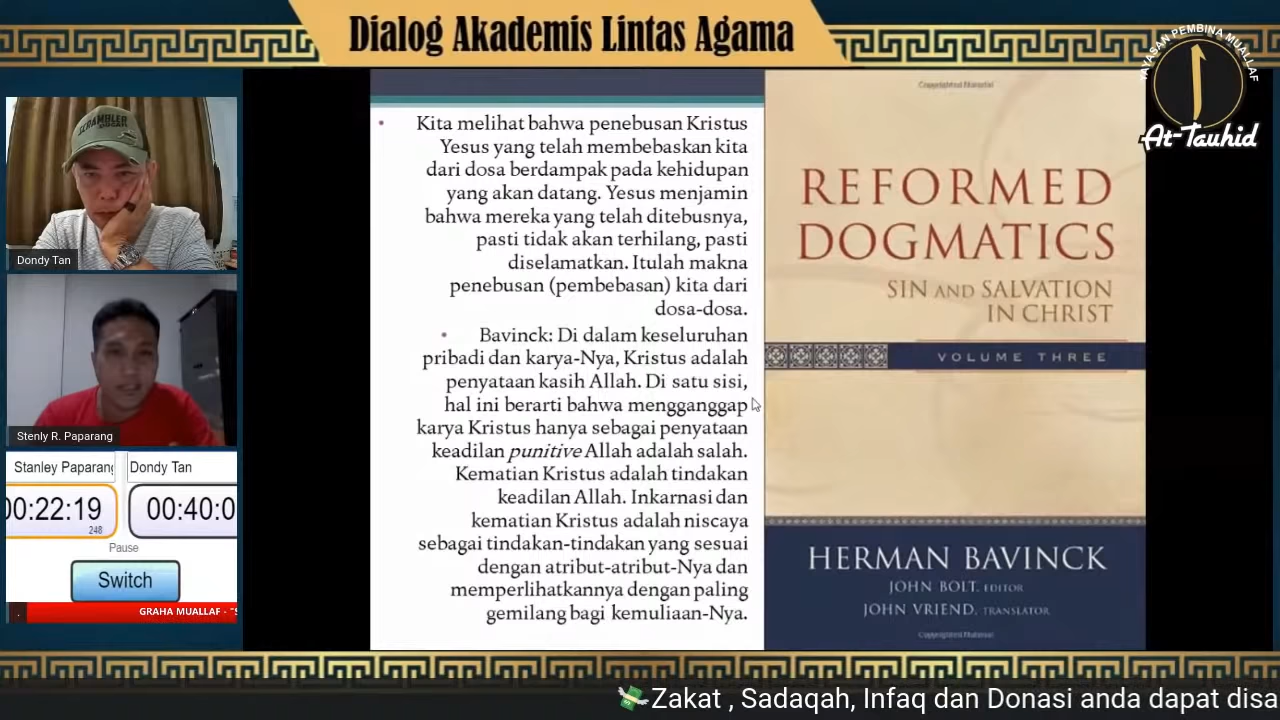 Dialog Akademis Lintas Agama
YAYASAN PEMBINA MUALLAF
At-Tauhid
SCRAMBLER
Dondy Tan
Stenly R. Paparang
Stanley Paparang
Dondy Tan
00:22:19
248
00:40:0
Pause
Switch
. GRAHA MUALLAF - "S
• Kita melihat bahwa penebusan Kristus
Yesus yang telah membebaskan kita
dari dosa berdampak pada kehidupan
yang akan datang. Yesus menjamin
bahwa mereka yang telah ditebusnya,
pasti tidak akan terhilang, pasti
diselamatkan. Itulah makna
penebusan (pembebasan) kita dari
dosa-dosa.
• Bavinck: Di dalam keseluruhan
pribadi dan karya-Nya, Kristus adalah
penyataan kasih Allah. Di satu sisi,
hal ini berarti bahwa mengganggap
karya Kristus hanya sebagai penyataan
keadilan punitive Allah adalah salah.
Kematian Kristus adalah tindakan
keadilan Allah. Inkarnasi dan
kematian Kristus adalah niscaya
sebagai tindakan-tindakan yang sesuai
dengan atribut-atribut-Nya dan
memperlihatkannya dengan paling
gemilang bagi kemuliaan-Nya.
Copyrighted Material
REFORMED
DOGMATICS
SIN AND SALVATION
IN CHRIST
VOLUME THREE
HERMAN BAVINCK
JOHN BOLT, EDITOR
JOHN VRIEND, TRANSLATOR
Copyrighted Material
💸Zakat , Sadaqah, Infaq dan Donasi anda dapat disa